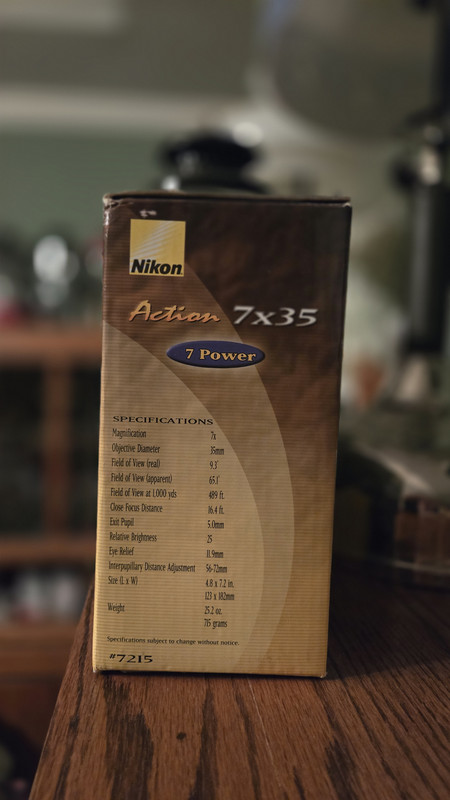 Nikon
Action 7x35
7 Power
SPECIFICATIONS
Magnification 7x
Objective Diameter 35mm
Field of View (real) 9.3°
Field of View (apparent) 65.1°
Field of View at 1,000 yds 489 ft.
Close Focus Distance 16.4 ft.
Exit Pupil 5.0mm
Relative Brightness 25
Eye Relief 11.9mm
Interpupillary Distance Adjustment 56-72mm
Size (L x W) 4.8 x 7.2 in.
123 x 182mm
Weight 25.2 oz.
715 grams
Specifications subject to change without notice.
#7215